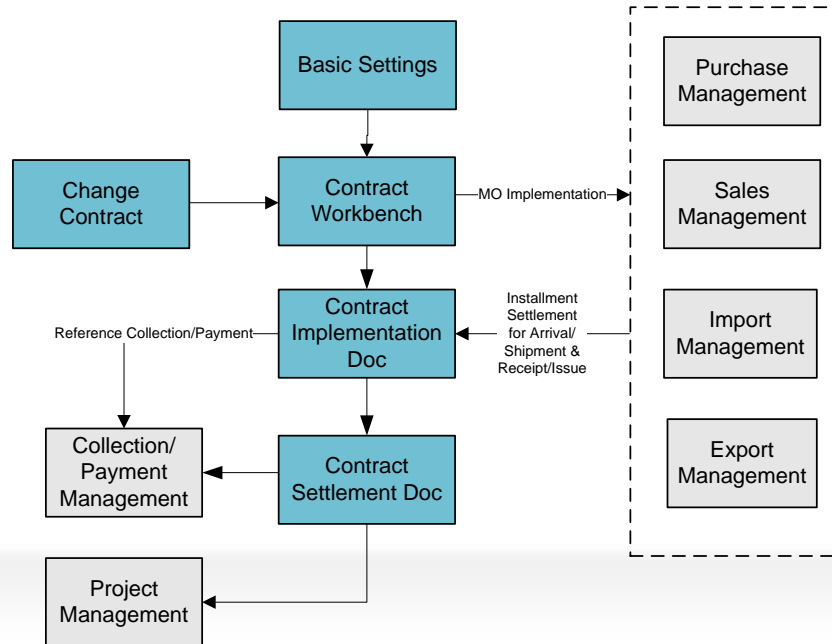 Basic Settings
Purchase
Management
Change
Contract
Contract
Workbench
MO Implementation
Sales
Management
Contract
Implementation
Doc
Reference Collection/Payment
Installment
Settlement
for Arrival/
Shipment &
Receipt/Issue
Import
Management
Collection/
Payment
Management
Contract
Settlement Doc
Export
Management
Project
Management